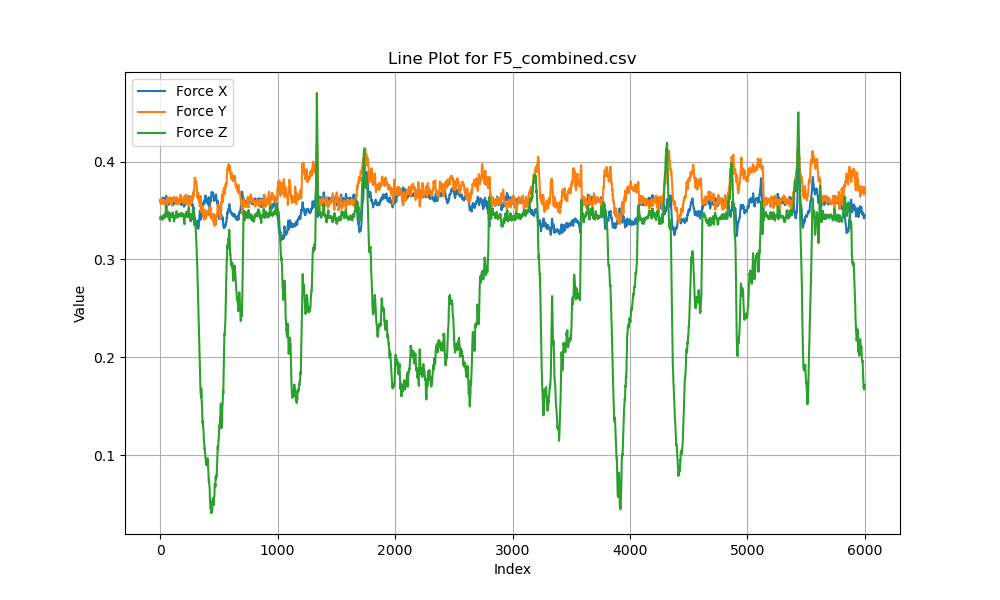 Line Plot for F5_combined.csv
Force X
Force Y
Force Z
Value
0.4
0.3
0.2
0.1
0 1000 2000 3000 4000 5000 6000
Index